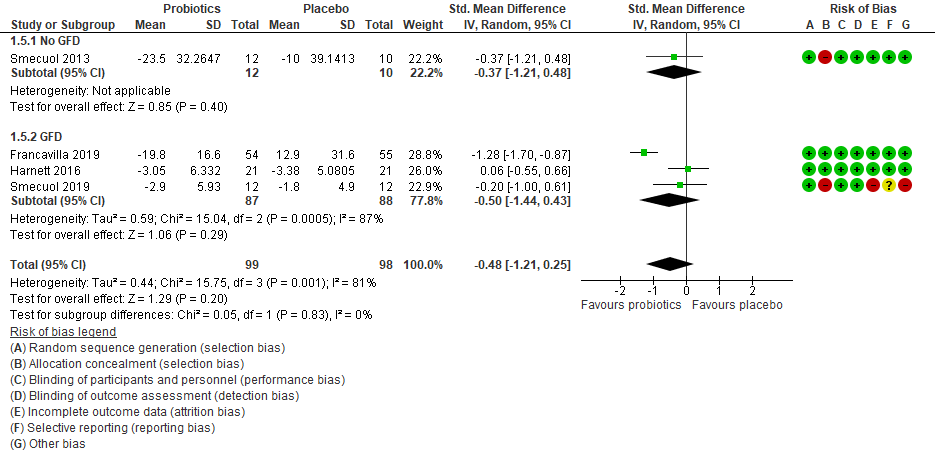 Probiotics Placebo Std. Mean Difference Std. Mean Difference Risk of Bias
Study or Subgroup Mean SD Total Mean SD Total Weight IV, Random, 95% CI IV, Random, 95% CI A B C D E F G
1.5.1 No GFD
Smecuol 2013 -23.5 32.2647 12 -10 39.1413 10 22.2% -0.37 [-1.21, 0.48] + − + + + + +
Subtotal (95% CI) 12 10 22.2% -0.37 [-1.21, 0.48]
Heterogeneity: Not applicable
Test for overall effect: Z = 0.85 (P = 0.40)
1.5.2 GFD
Francavilla 2019 -19.8 16.6 54 12.9 31.6 55 28.8% -1.28 [-1.70, -0.87] + + + + + + +
Harnett 2016 -3.05 6.332 21 -3.38 5.0805 21 26.0% 0.06 [-0.55, 0.66] + + + + + + +
Smecuol 2019 -2.9 5.93 12 -1.8 4.9 12 22.9% -0.20 [-1.00, 0.61] + − + + − ? −
Subtotal (95% CI) 87 88 77.8% -0.50 [-1.44, 0.43]
Heterogeneity: Tau² = 0.59; Chi² = 15.04, df = 2 (P = 0.0005); I² = 87%
Test for overall effect: Z = 1.06 (P = 0.29)
Total (95% CI) 99 98 100.0% -0.48 [-1.21, 0.25]
Heterogeneity: Tau² = 0.44; Chi² = 15.75, df = 3 (P = 0.001); I² = 81%
Test for overall effect: Z = 1.29 (P = 0.20)
Test for subgroup differences: Chi² = 0.05, df = 1 (P = 0.83), I² = 0%
-2 -1 0 1 2
Favours probiotics Favours placebo
Risk of bias legend
(A) Random sequence generation (selection bias)
(B) Allocation concealment (selection bias)
(C) Blinding of participants and personnel (performance bias)
(D) Blinding of outcome assessment (detection bias)
(E) Incomplete outcome data (attrition bias)
(F) Selective reporting (reporting bias)
(G) Other bias